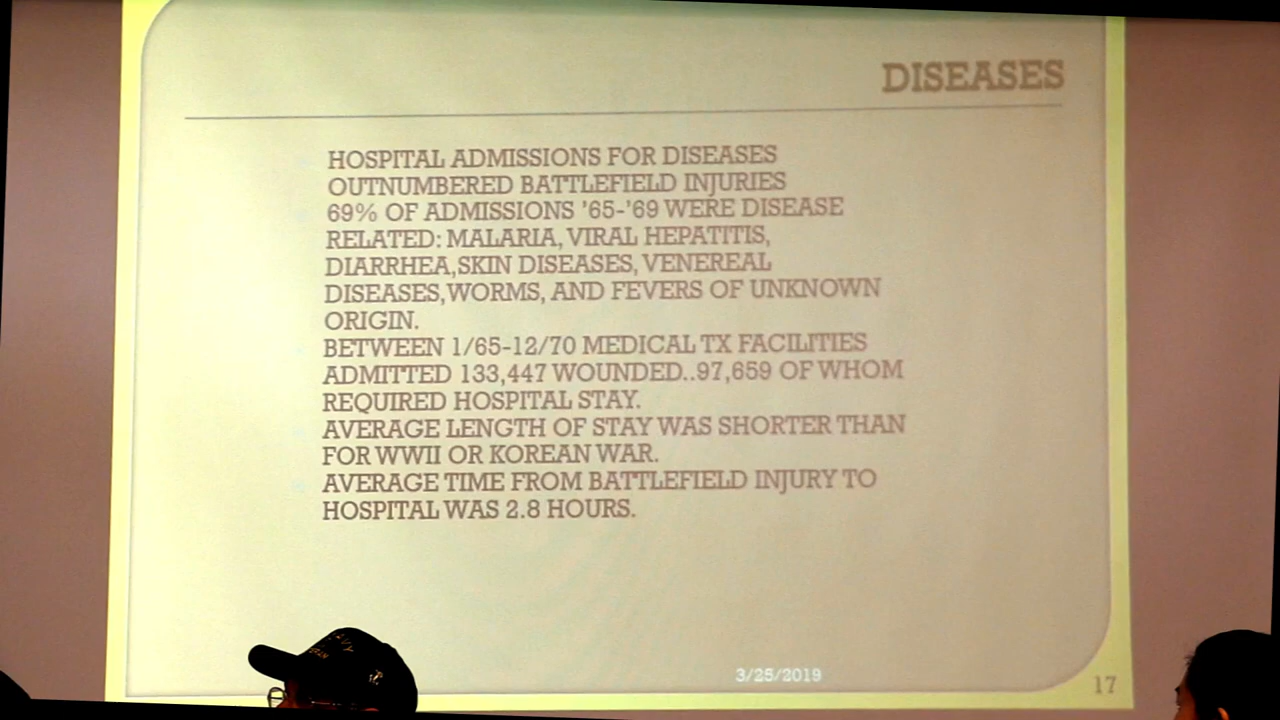 DISEASES
HOSPITAL ADMISSIONS FOR DISEASES
OUTNUMBERED BATTLEFIELD INJURIES
69% OF ADMISSIONS '65-'69 WERE DISEASE
RELATED: MALARIA, VIRAL HEPATITIS,
DIARRHEA,SKIN DISEASES, VENEREAL
DISEASES,WORMS, AND FEVERS OF UNKNOWN
ORIGIN.
BETWEEN 1/65-12/70 MEDICAL TX FACILITIES
ADMITTED 133,447 WOUNDED..97,659 OF WHOM
REQUIRED HOSPITAL STAY.
AVERAGE LENGTH OF STAY WAS SHORTER THAN
FOR WWII OR KOREAN WAR.
AVERAGE TIME FROM BATTLEFIELD INJURY TO
HOSPITAL WAS 2.8 HOURS.
3/25/2019
17